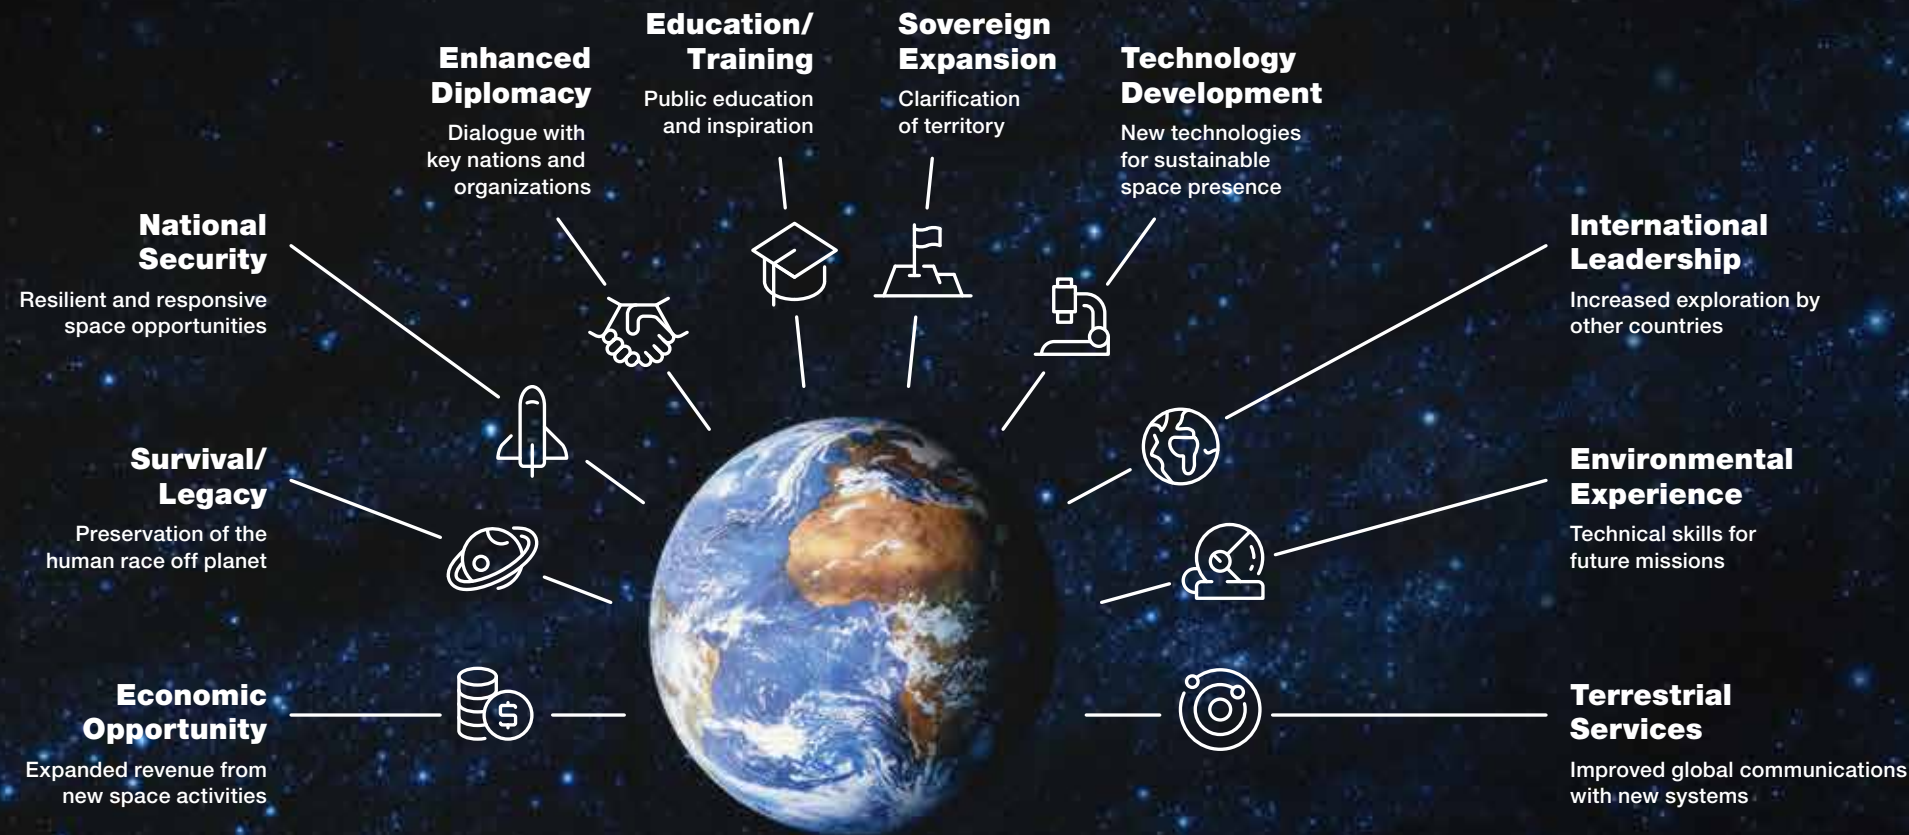 Education/
Training
Public education
and inspiration
Sovereign
Expansion
Clarification
of territory
Enhanced
Diplomacy
Dialogue with
key nations and
organizations
Technology
Development
New technologies
for sustainable
space presence
National
Security
Resilient and responsive
space opportunities
International
Leadership
Increased exploration by
other countries
Survival/
Legacy
Preservation of the
human race off planet
Environmental
Experience
Technical skills for
future missions
Economic
Opportunity
Expanded revenue from
new space activities
$
Terrestrial
Services
Improved global communications
with new systems